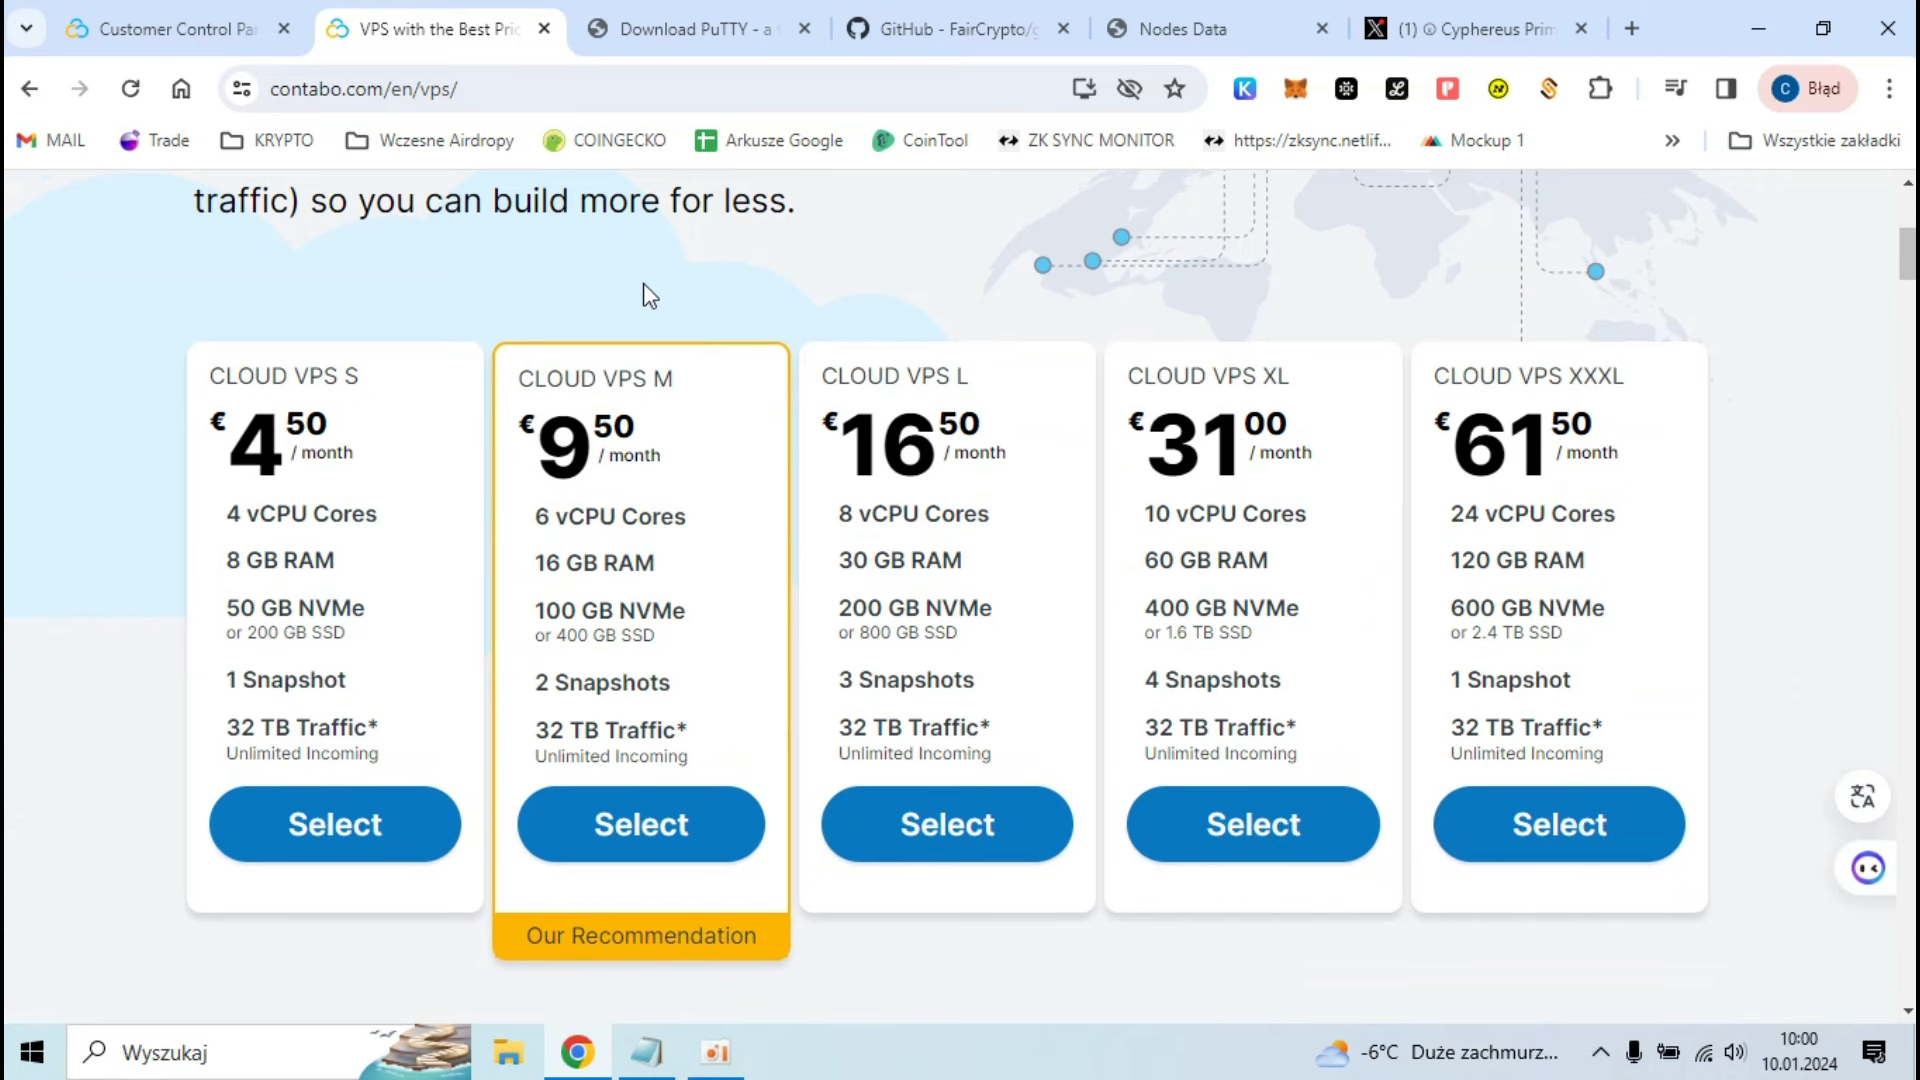 Customer Control Pa
VPS with the Best Pric
Download PuTTY - a f
GitHub - FairCrypto/g
Nodes Data
(1) Cyphereus Prim
contabo.com/en/vps/
Błąd
MAIL
Trade
KRYPTO
Wczesne Airdropy
COINGECKO
Arkusze Google
CoinTool
ZK SYNC MONITOR
https://zksync.netlif...
Mockup 1
Wszystkie zakładki
traffic) so you can build more for less.
CLOUD VPS S
€ 4 50 / month
4 vCPU Cores
8 GB RAM
50 GB NVMe
or 200 GB SSD
1 Snapshot
32 TB Traffic*
Unlimited Incoming
Select
CLOUD VPS M
€ 9 50 / month
6 vCPU Cores
16 GB RAM
100 GB NVMe
or 400 GB SSD
2 Snapshots
32 TB Traffic*
Unlimited Incoming
Select
Our Recommendation
CLOUD VPS L
€ 16 50 / month
8 vCPU Cores
30 GB RAM
200 GB NVMe
or 800 GB SSD
3 Snapshots
32 TB Traffic*
Unlimited Incoming
Select
CLOUD VPS XL
€ 31 00 / month
10 vCPU Cores
60 GB RAM
400 GB NVMe
or 1.6 TB SSD
4 Snapshots
32 TB Traffic*
Unlimited Incoming
Select
CLOUD VPS XXXL
€ 61 50 / month
24 vCPU Cores
120 GB RAM
600 GB NVMe
or 2.4 TB SSD
1 Snapshot
32 TB Traffic*
Unlimited Incoming
Select
Wyszukaj
-6°C Duże zachmurz...
10:00
10.01.2024